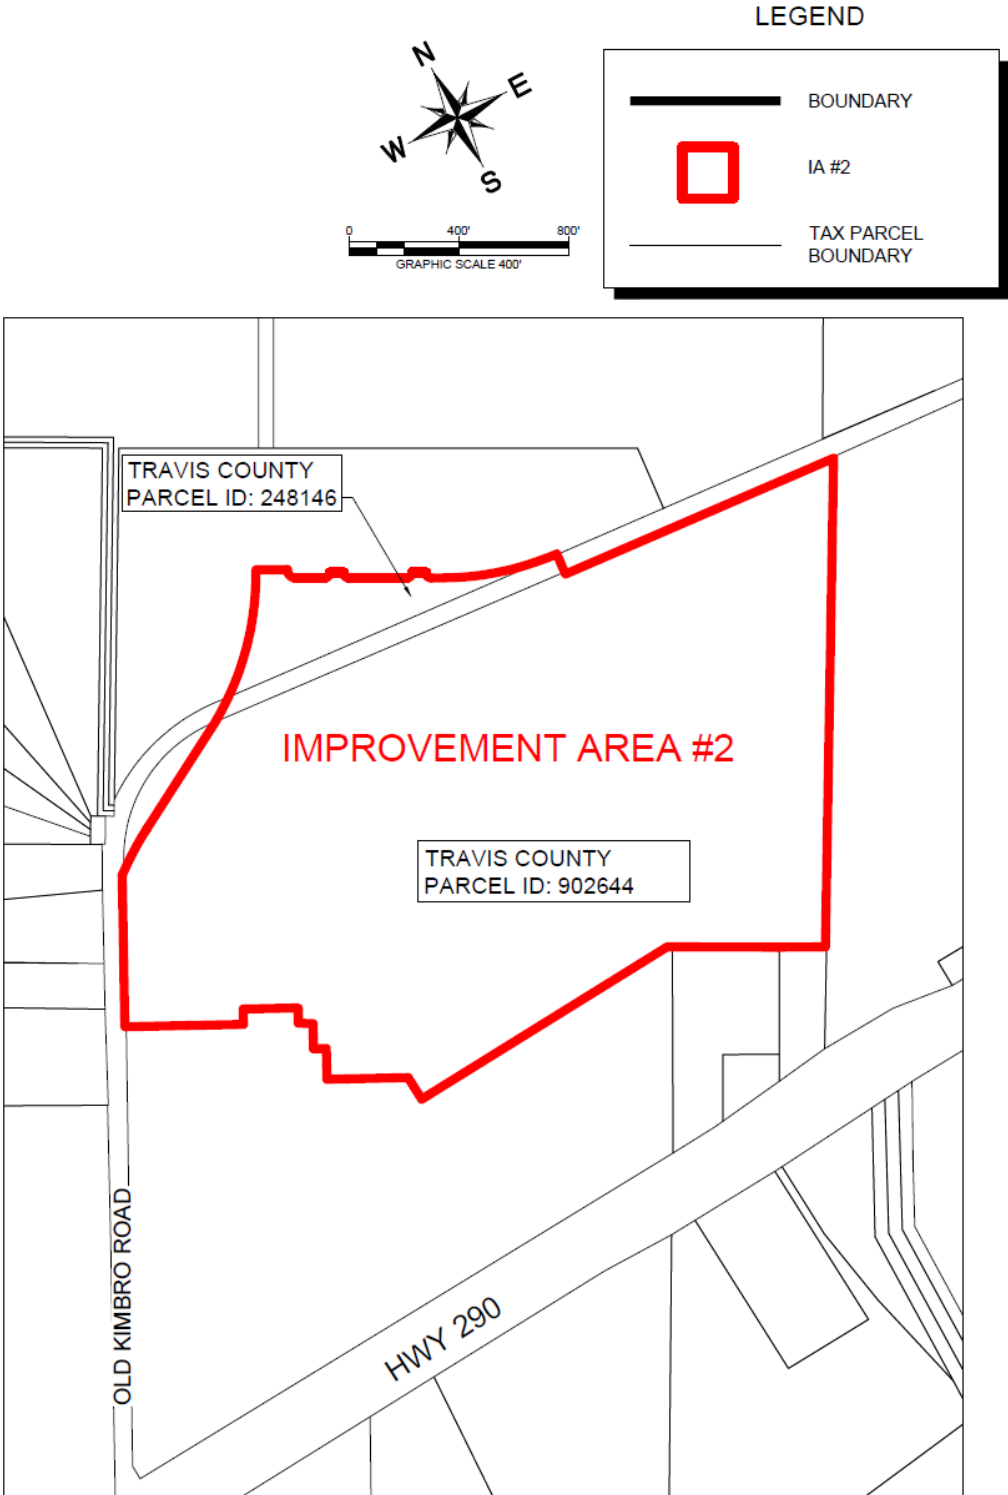 LEGEND
N
E
W
S
0 400' 800'
GRAPHIC SCALE 400'
BOUNDARY
IA #2
TAX PARCEL
BOUNDARY
TRAVIS COUNTY
PARCEL ID: 248146
IMPROVEMENT AREA #2
TRAVIS COUNTY
PARCEL ID: 902644
OLD KIMBRO ROAD
HWY 290